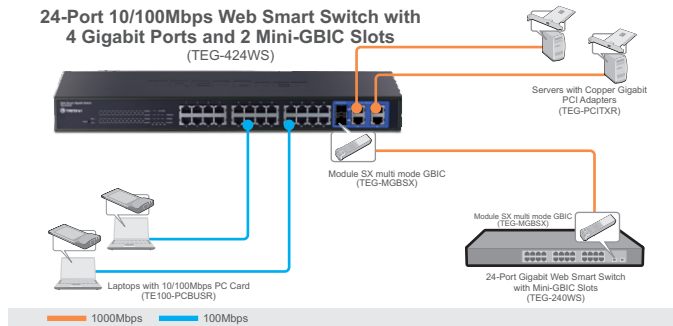 24-Port 10/100Mbps Web Smart Switch with
4 Gigabit Ports and 2 Mini-GBIC Slots
(TEG-424WS)
Servers with Copper Gigabit
PCI Adapters
(TEG-PCITXR)
Module SX multi mode GBIC
(TEG-MGBSX)
Module SX multi mode GBIC
(TEG-MGBSX)
24-Port Gigabit Web Smart Switch
with Mini-GBIC Slots
(TEG-240WS)
Laptops with 10/100Mbps PC Card
(TE100-PCBUSR)
1000Mbps
100Mbps